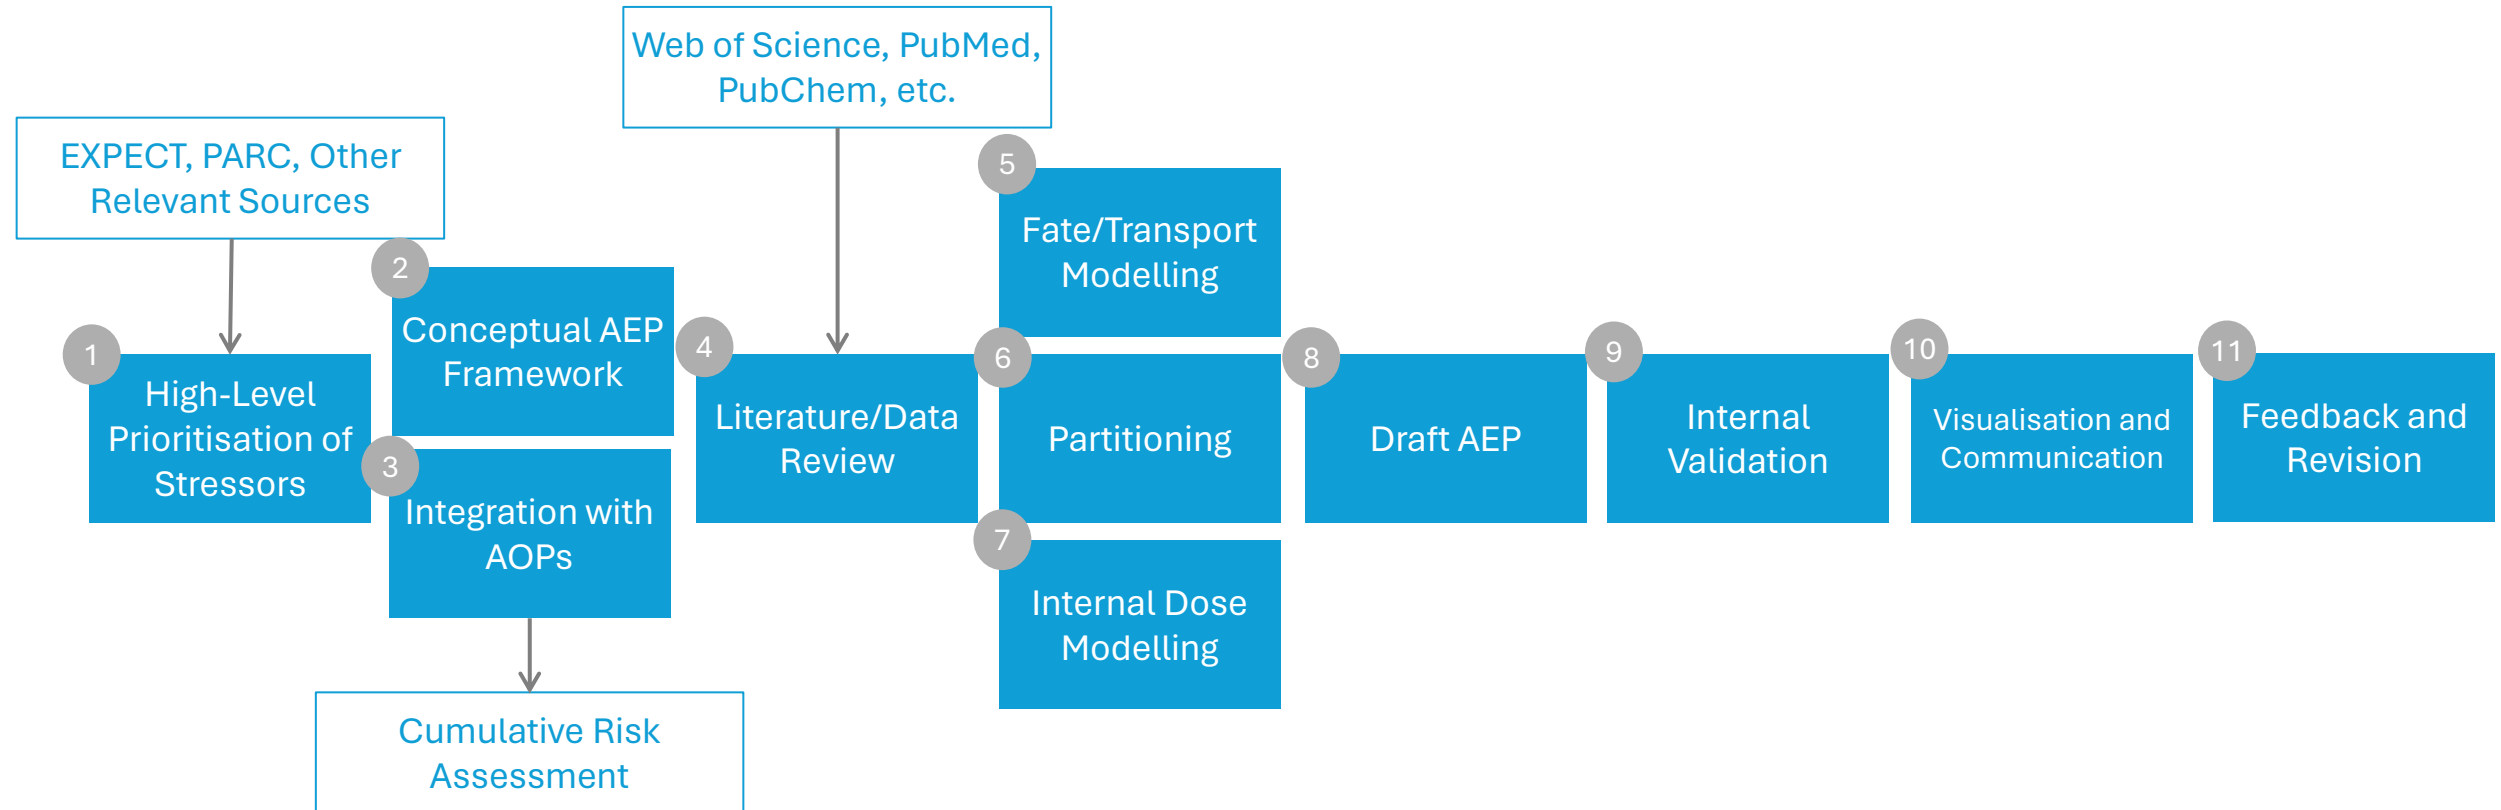 Web of Science, PubMed,
PubChem, etc.
EXPECT, PARC, Other
Relevant Sources
1
High-Level
Prioritisation of
Stressors
2
Conceptual AEP
Framework
3
Integration with
AOPs
Cumulative Risk
Assessment
4
Literature/Data
Review
5
Fate/Transport
Modelling
6
Partitioning
7
Internal Dose
Modelling
8
Draft AEP
9
Internal
Validation
10
Visualisation and
Communication
11
Feedback and
Revision